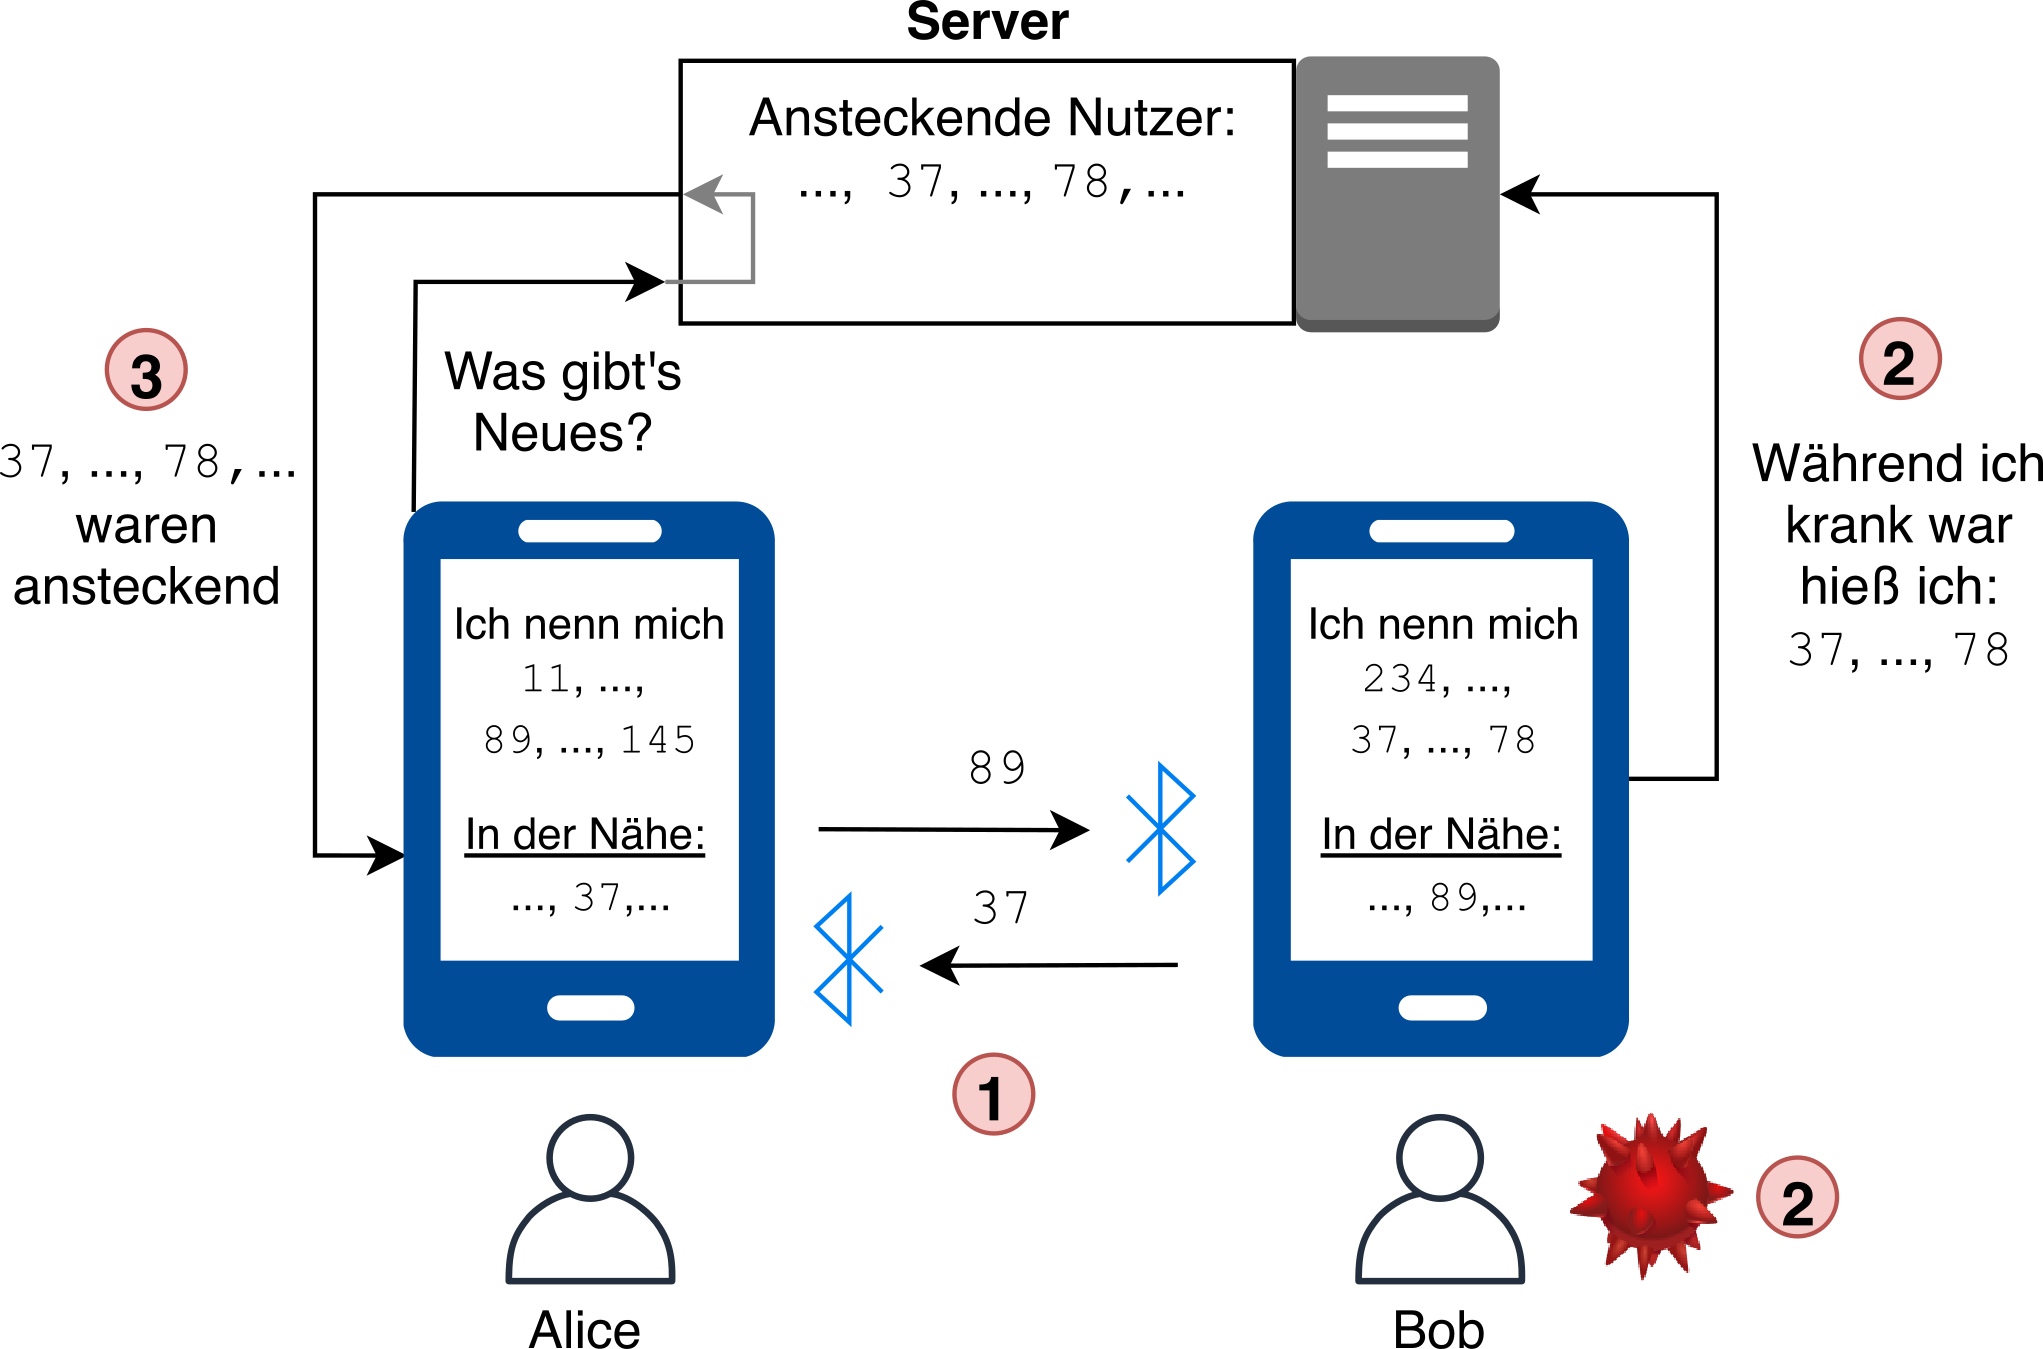 Server
Ansteckende Nutzer:
..., 37, ..., 78,...
3
37, ..., 78,...
waren
ansteckend
Was gibt's
Neues?
2
Während ich
krank war
hieß ich:
37, ..., 78
Ich nenn mich
11, ...,
89, ..., 145
In der Nähe:
..., 37,...
89
37
1
Ich nenn mich
234, ...,
37, ..., 78
In der Nähe:
..., 89,...
2
Alice
Bob